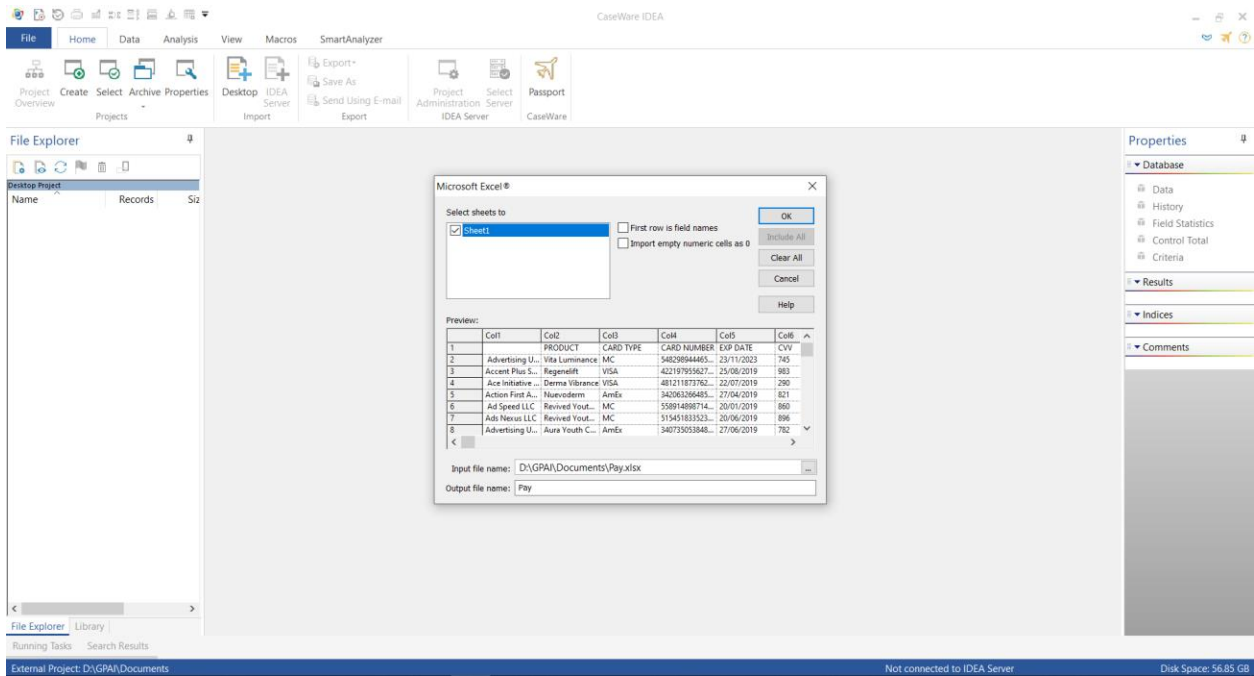 CaseWare IDEA
File Home Data Analysis View Macros SmartAnalyzer
Project Overview
Create
Select
Archive
Properties
Projects
Desktop
IDEA Server
Import
Export
Save As
Send Using E-mail
Export
Project Administration
Select Server
IDEA Server
Passport
CaseWare
File Explorer
Desktop Project
Name Records Siz
Microsoft Excel®
Select sheets to
Sheet1
First row is field names
Import empty numeric cells as 0
OK
Include All
Clear All
Cancel
Help
Preview:
Col1 Col2 Col3 Col4 Col5 Col6
1 PRODUCT CARD TYPE CARD NUMBER EXP DATE CVV
2 Advertising U... Vita Luminance MC 548298944465... 23/11/2023 745
3 Accent Plus S... Regenelift VISA 422197955627... 25/08/2019 983
4 Ace Initiative ... Derma Vibrance VISA 481211873762... 22/07/2019 290
5 Action First A... Nuevoderm AmEx 342063266485... 27/04/2019 821
6 Ad Speed LLC Revived Yout... MC 558914898714... 20/01/2019 860
7 Ads Nexus LLC Revived Yout... MC 515451833523... 20/06/2019 896
8 Advertising U... Aura Youth C... AmEx 340735053848... 27/06/2019 782
Input file name: D:\GPAI\Documents\Pay.xlsx ...
Output file name: Pay
Properties
Database
Data
History
Field Statistics
Control Total
Criteria
Results
Indices
Comments
File Explorer Library
Running Tasks Search Results
External Project: D:\GPAI\Documents Not connected to IDEA Server Disk Space: 56.85 GB